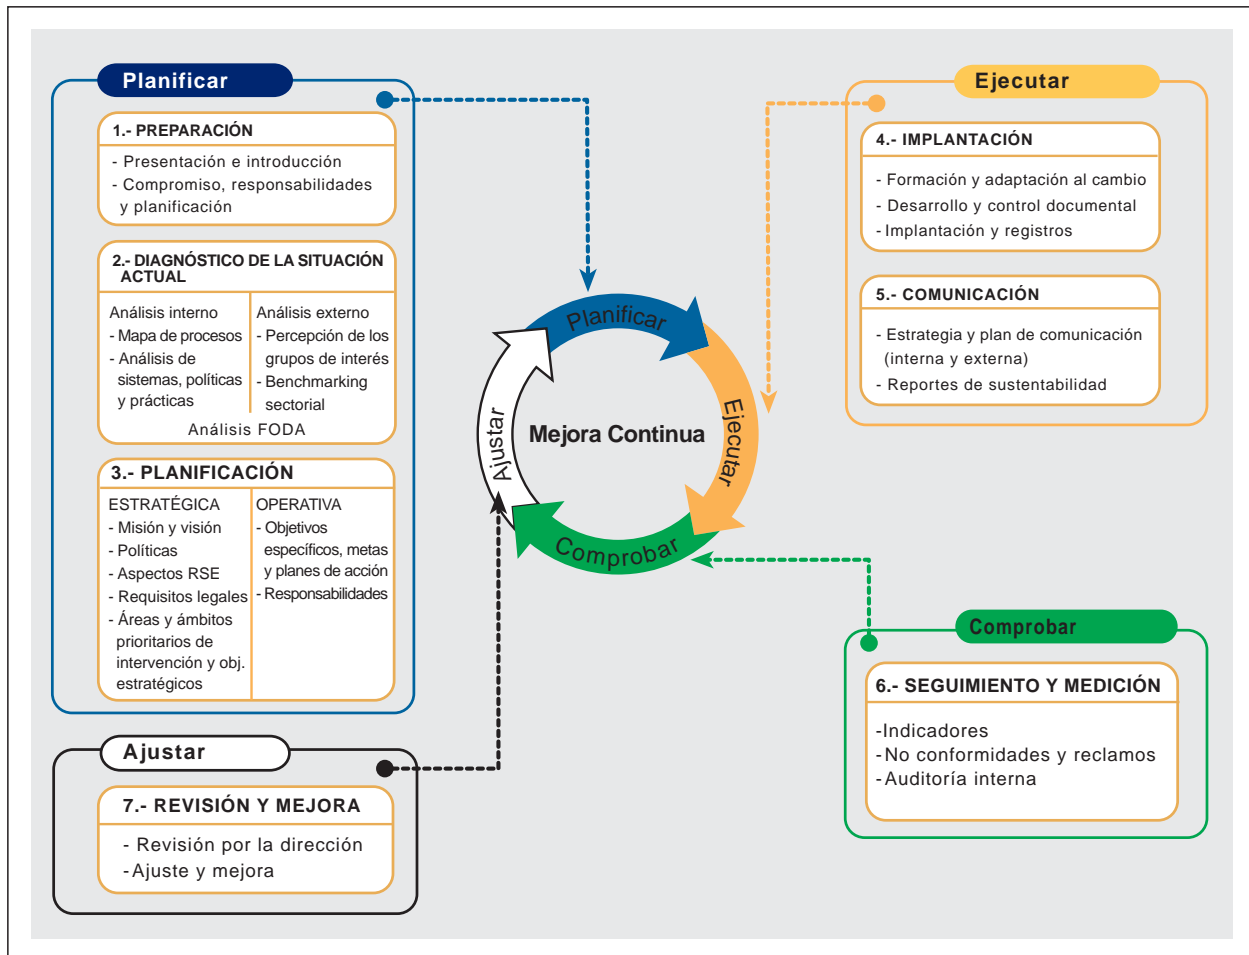 Planificar
1.- PREPARACIÓN
- Presentación e introducción
- Compromiso, responsabilidades
y planificación
2.- DIAGNÓSTICO DE LA SITUACIÓN
ACTUAL
Análisis interno
- Mapa de procesos
- Análisis de
sistemas, políticas
y prácticas
Análisis externo
- Percepción de los
grupos de interés
- Benchmarking
sectorial
Análisis FODA
3.- PLANIFICACIÓN
ESTRATÉGICA
- Misión y visión
- Políticas
- Aspectos RSE
- Requisitos legales
- Áreas y ámbitos
prioritarios de
intervención y obj.
estratégicos
OPERATIVA
- Objetivos
específicos, metas
y planes de acción
- Responsabilidades
Ejecutar
4.- IMPLANTACIÓN
- Formación y adaptación al cambio
- Desarrollo y control documental
- Implantación y registros
5.- COMUNICACIÓN
- Estrategia y plan de comunicación
(interna y externa)
- Reportes de sustentabilidad
Planificar
Ejecutar
Comprobar
Ajustar
Mejora Continua
Comprobar
6.- SEGUIMIENTO Y MEDICIÓN
-Indicadores
-No conformidades y reclamos
-Auditoría interna
Ajustar
7.- REVISIÓN Y MEJORA
- Revisión por la dirección
-Ajuste y mejora